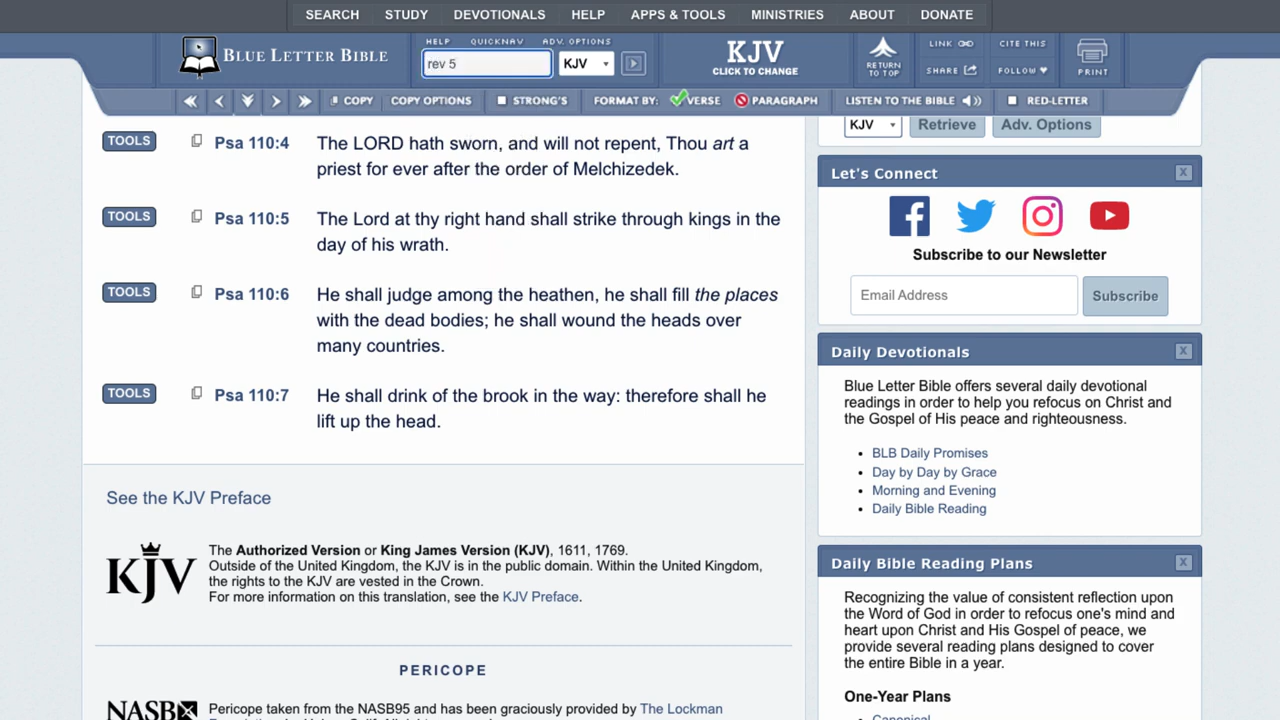 SEARCH STUDY DEVOTIONALS HELP APPS & TOOLS MINISTRIES ABOUT DONATE
BLUE LETTER BIBLE
HELP QUICKNAV ADV. OPTIONS
rev 5 KJV
KJV
CLICK TO CHANGE
RETURN TO TOP
LINK
SHARE
CITE THIS
FOLLOW
PRINT
COPY COPY OPTIONS STRONG'S FORMAT BY: VERSE PARAGRAPH LISTEN TO THE BIBLE RED-LETTER
TOOLS Psa 110:4 The LORD hath sworn, and will not repent, Thou art a
priest for ever after the order of Melchizedek.
TOOLS Psa 110:5 The Lord at thy right hand shall strike through kings in the
day of his wrath.
TOOLS Psa 110:6 He shall judge among the heathen, he shall fill the places
with the dead bodies; he shall wound the heads over
many countries.
TOOLS Psa 110:7 He shall drink of the brook in the way: therefore shall he
lift up the head.
See the KJV Preface
KJV
The Authorized Version or King James Version (KJV), 1611, 1769.
Outside of the United Kingdom, the KJV is in the public domain. Within the United Kingdom,
the rights to the KJV are vested in the Crown.
For more information on this translation, see the KJV Preface.
PERICOPE
NASB
Pericope taken from the NASB95 and has been graciously provided by The Lockman
KJV Retrieve Adv. Options
Let's Connect X
Subscribe to our Newsletter
Email Address Subscribe
Daily Devotionals X
Blue Letter Bible offers several daily devotional
readings in order to help you refocus on Christ and
the Gospel of His peace and righteousness.
• BLB Daily Promises
• Day by Day by Grace
• Morning and Evening
• Daily Bible Reading
Daily Bible Reading Plans X
Recognizing the value of consistent reflection upon
the Word of God in order to refocus one's mind and
heart upon Christ and His Gospel of peace, we
provide several reading plans designed to cover
the entire Bible in a year.
One-Year Plans
• Canonical